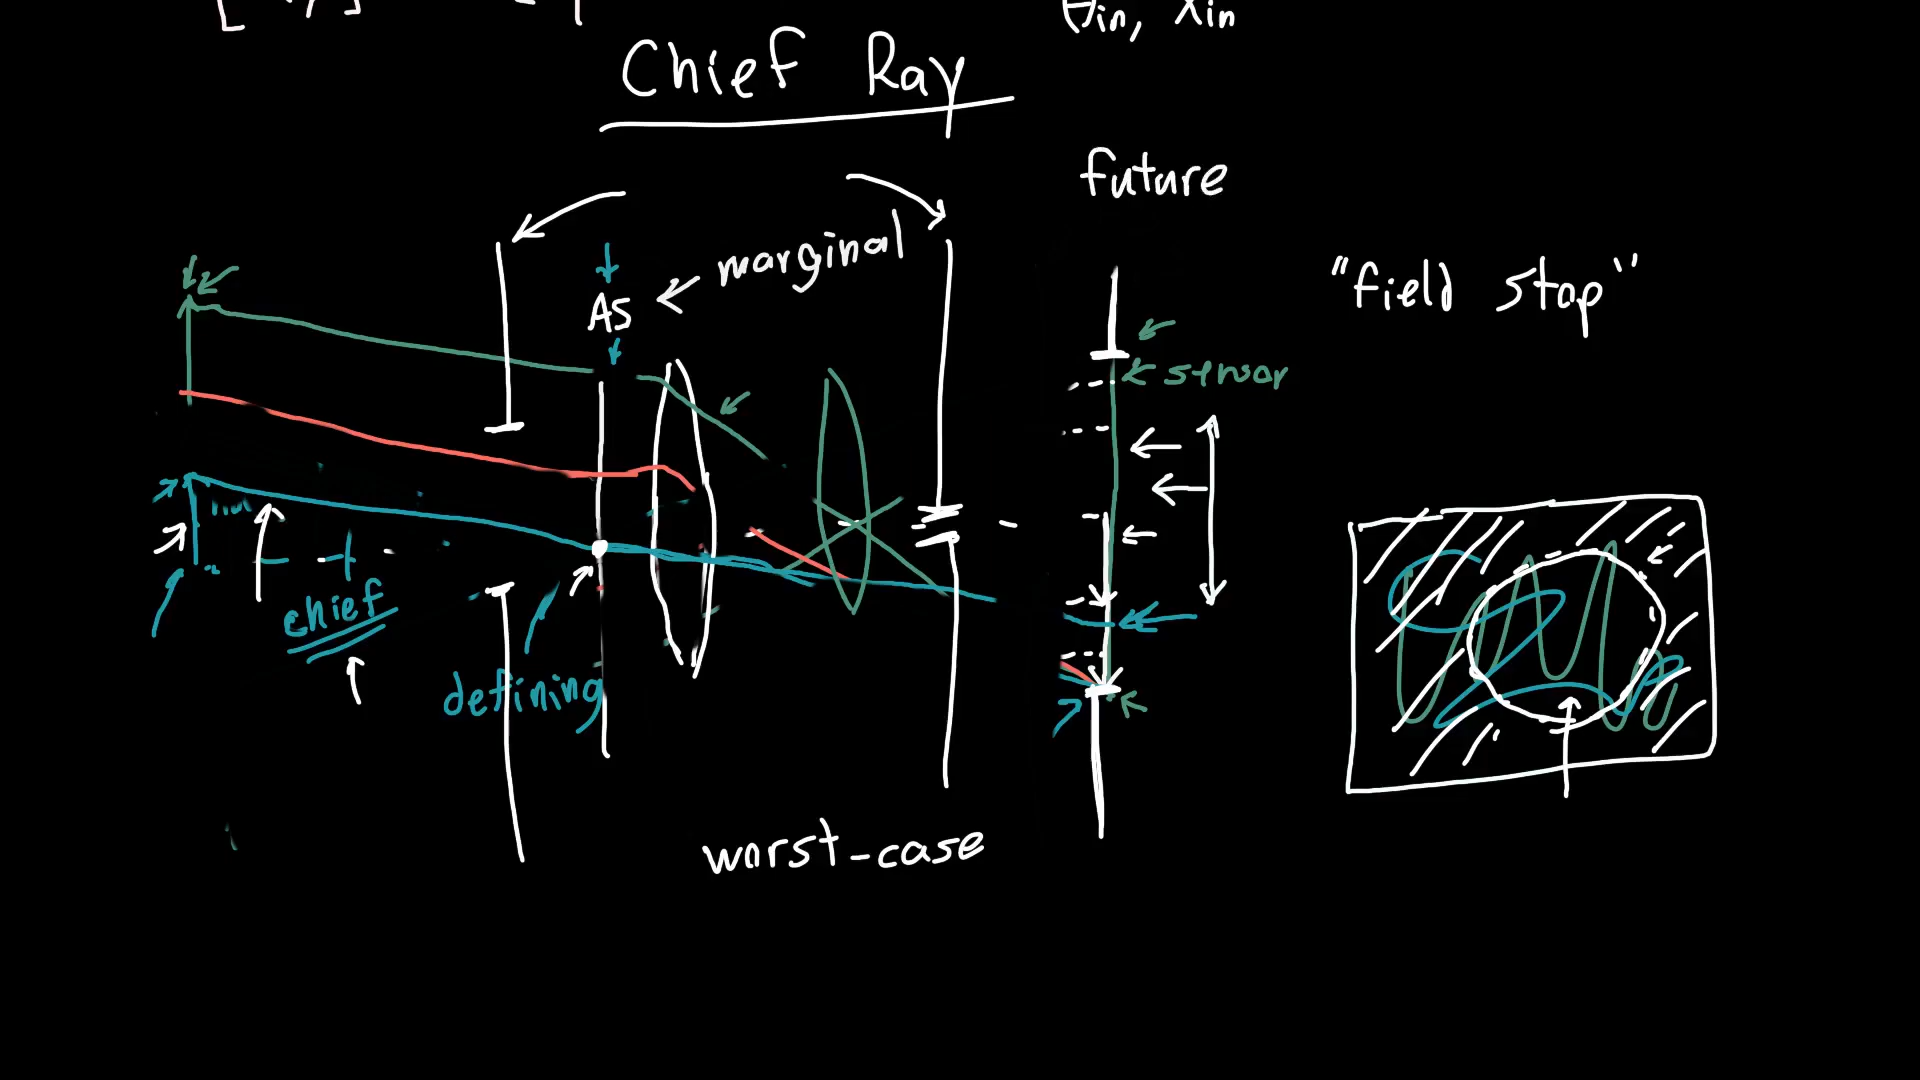 θin, xin
Chief Ray
future
marginal
"field stop"
AS
sensor
chief
defining
worst-case